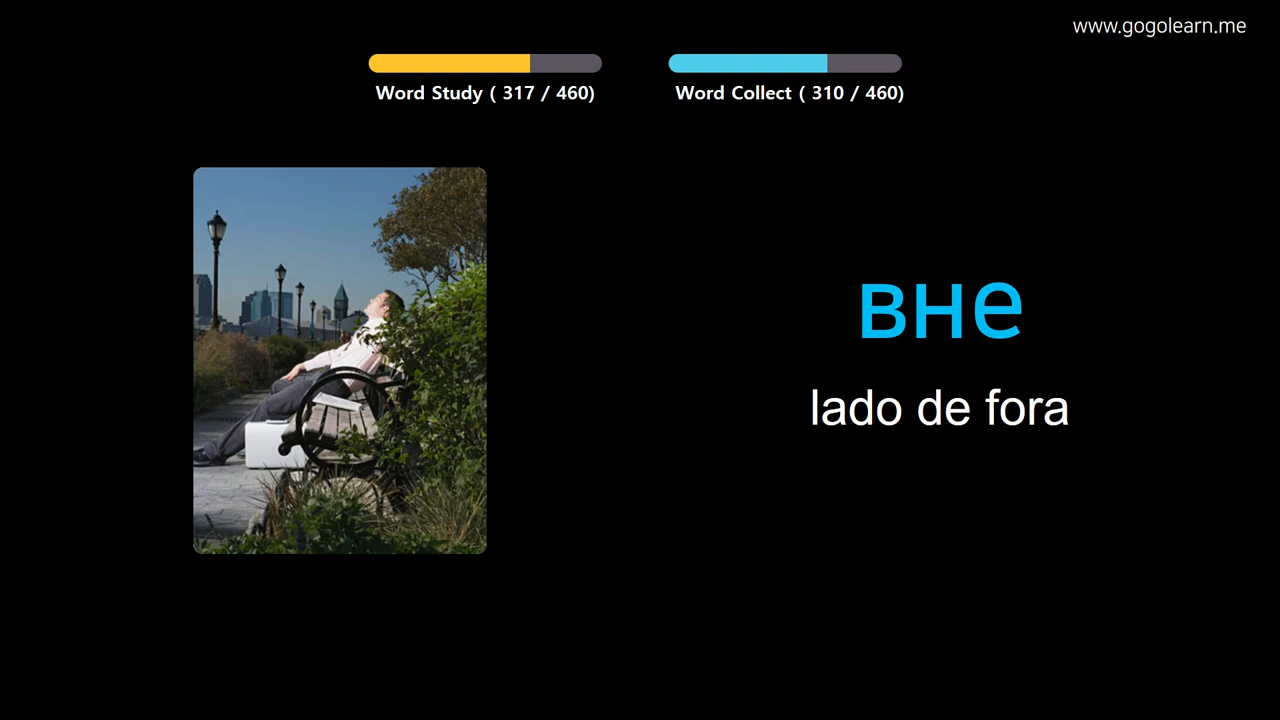 www.gogolearn.me
Word Study ( 317 / 460)
Word Collect ( 310 / 460)
вне
lado de fora